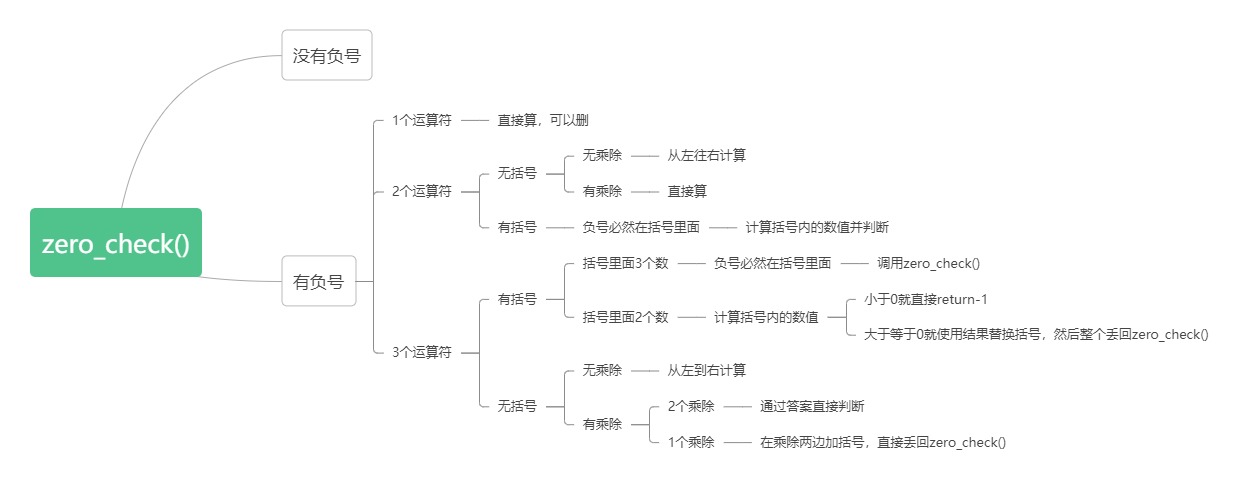 没有负号
1个运算符
直接算，可以删
无乘除
从左往右计算
无括号
2个运算符
有乘除
直接算
有括号
负号必然在括号里面
计算括号内的数值并判断
zero_check()
括号里面3个数
负号必然在括号里面
调用zero_check()
有负号
有括号
小于0就直接return-1
括号里面2个数
计算括号内的数值
大于等于0就使用结果替换括号，然后整个丢回zero_check()
3个运算符
无乘除
从左到右计算
无括号
2个乘除
通过答案直接判断
有乘除
1个乘除
在乘除两边加括号，直接丢回zero_check()